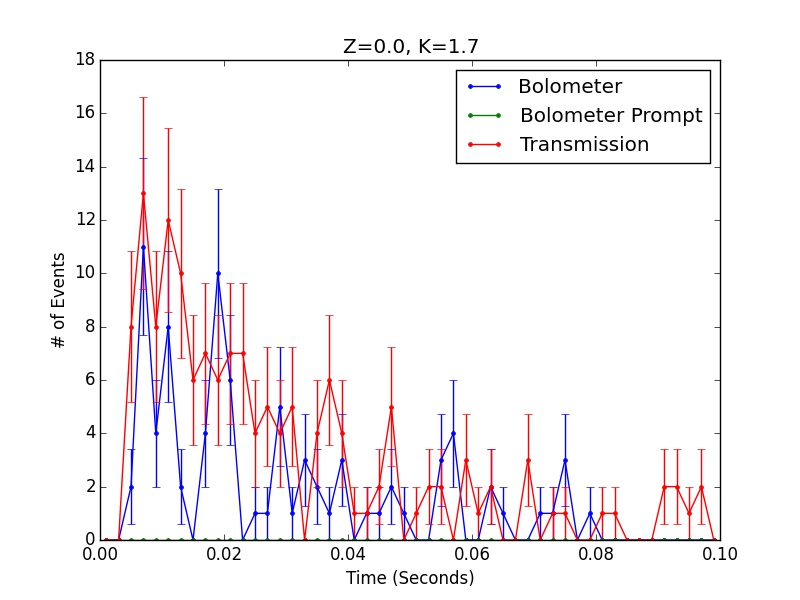 Z=0.0, K=1.7
Bolometer
Bolometer Prompt
Transmission
# of Events
18
16
14
12
10
8
6
4
2
0
0.00 0.02 0.04 0.06 0.08 0.10
Time (Seconds)